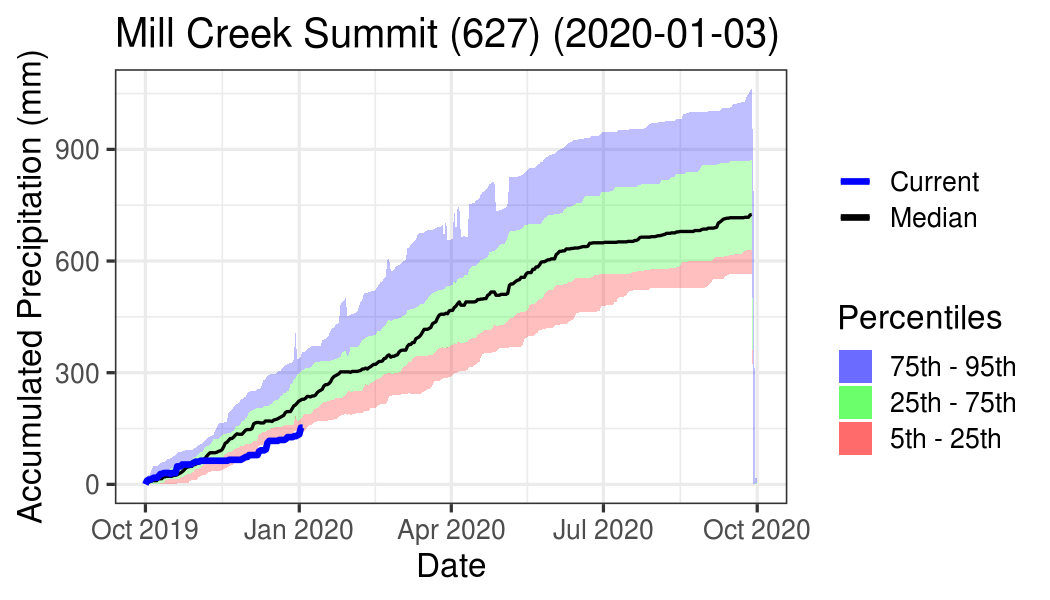 Mill Creek Summit (627) (2020-01-03)
Accumulated Precipitation (mm)
900
600
300
0
Oct 2019
Jan 2020
Apr 2020
Jul 2020
Oct 2020
Date
Current
Median
Percentiles
75th - 95th
25th - 75th
5th - 25th